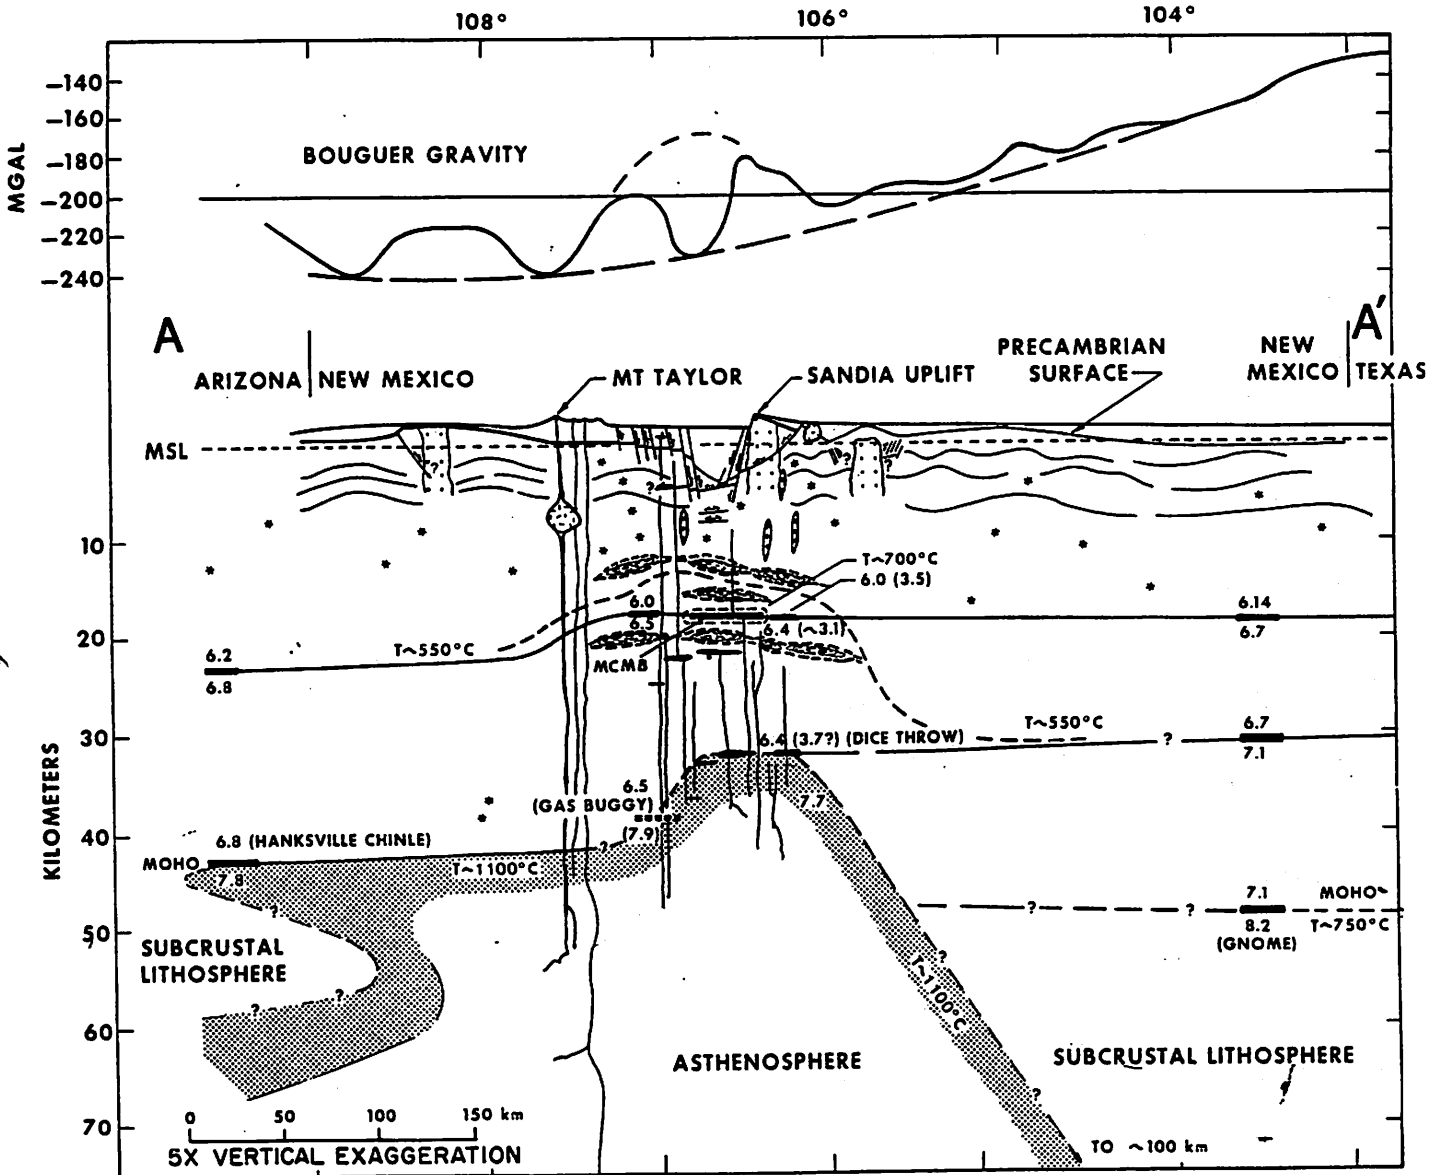 108° 106° 104°
−140
−160
−180
−200
−220
−240
MGAL
BOUGUER GRAVITY
A A′
ARIZONA NEW MEXICO
MT TAYLOR
SANDIA UPLIFT
PRECAMBRIAN
SURFACE
NEW
MEXICO TEXAS
MSL
?
?
?
?
10
20
30
40
50
60
70
KILOMETERS
T~700°C
6.0 (3.5)
6.0
6.5
6.4 (~3.1)
6.14
6.7
T~550°C
6.2
6.8
MCMB
T~550°C
6.7
7.1
?
6.4 (3.7?) (DICE THROW)
6.5
(GAS BUGGY)
(7.9)
7.7
6.8 (HANKSVILLE CHINLE)
MOHO
7.8
T~1100°C
?
?
7.1 MOHO
8.2 T~750°C
(GNOME)
?
?
SUBCRUSTAL
LITHOSPHERE
?
?
?
T~1100°C
?
ASTHENOSPHERE
SUBCRUSTAL LITHOSPHERE
0 50 100 150 km
5X VERTICAL EXAGGERATION
TO ~100 km